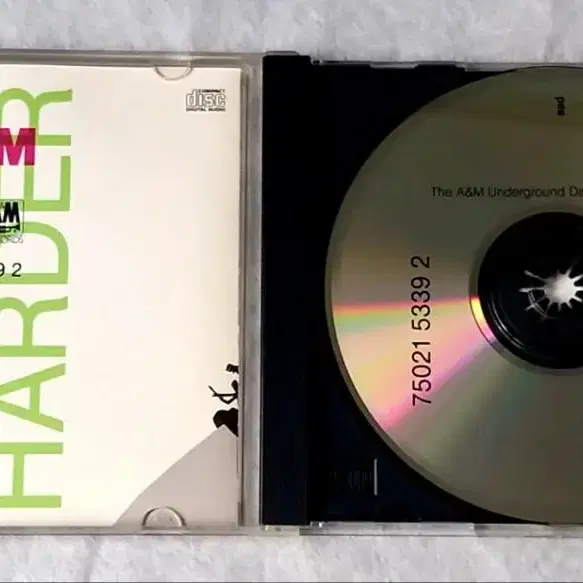 HARDER
M
COMPACT
disc
DIGITAL AUDIO
9 2
The A&M Underground Da
75021 5339 2